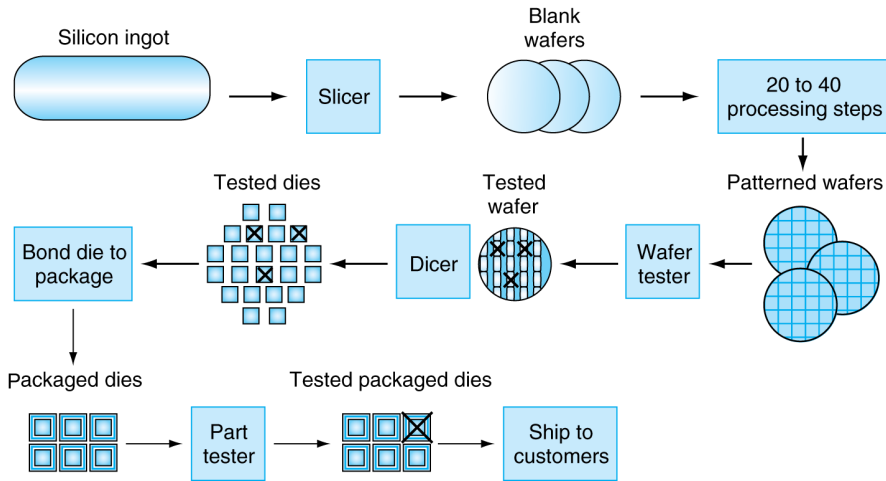 Silicon ingot
Slicer
Blank
wafers
20 to 40
processing steps
Patterned wafers
Wafer
tester
Tested
wafer
Dicer
Tested dies
Bond die to
package
Packaged dies
Part
tester
Tested packaged dies
Ship to
customers